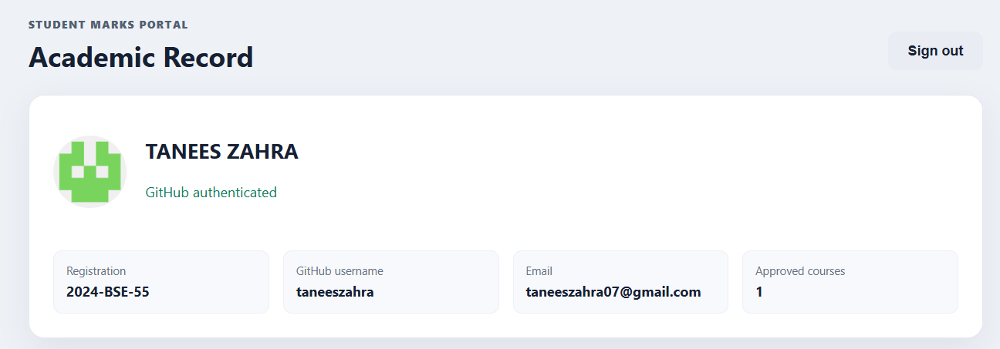 STUDENT MARKS PORTAL
Academic Record
Sign out
TANEES ZAHRA
GitHub authenticated
Registration
2024-BSE-55
GitHub username
taneeszahra
Email
taneeszahra07@gmail.com
Approved courses
1